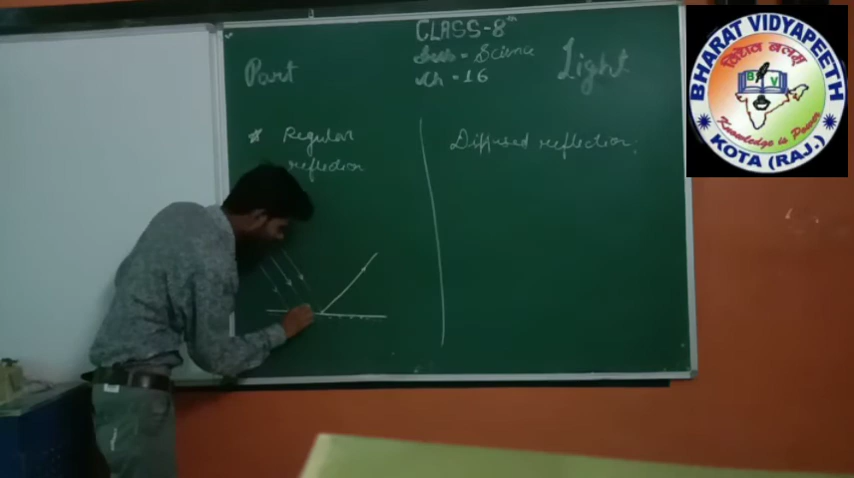 CLASS-8th
Sub = Science
Ch = 16
Part
Light
* Regular
reflection
Diffused reflection
BHARAT VIDYAPEETH
विद्यैव बलम्
B V
Knowledge is Power
KOTA (RAJ.)